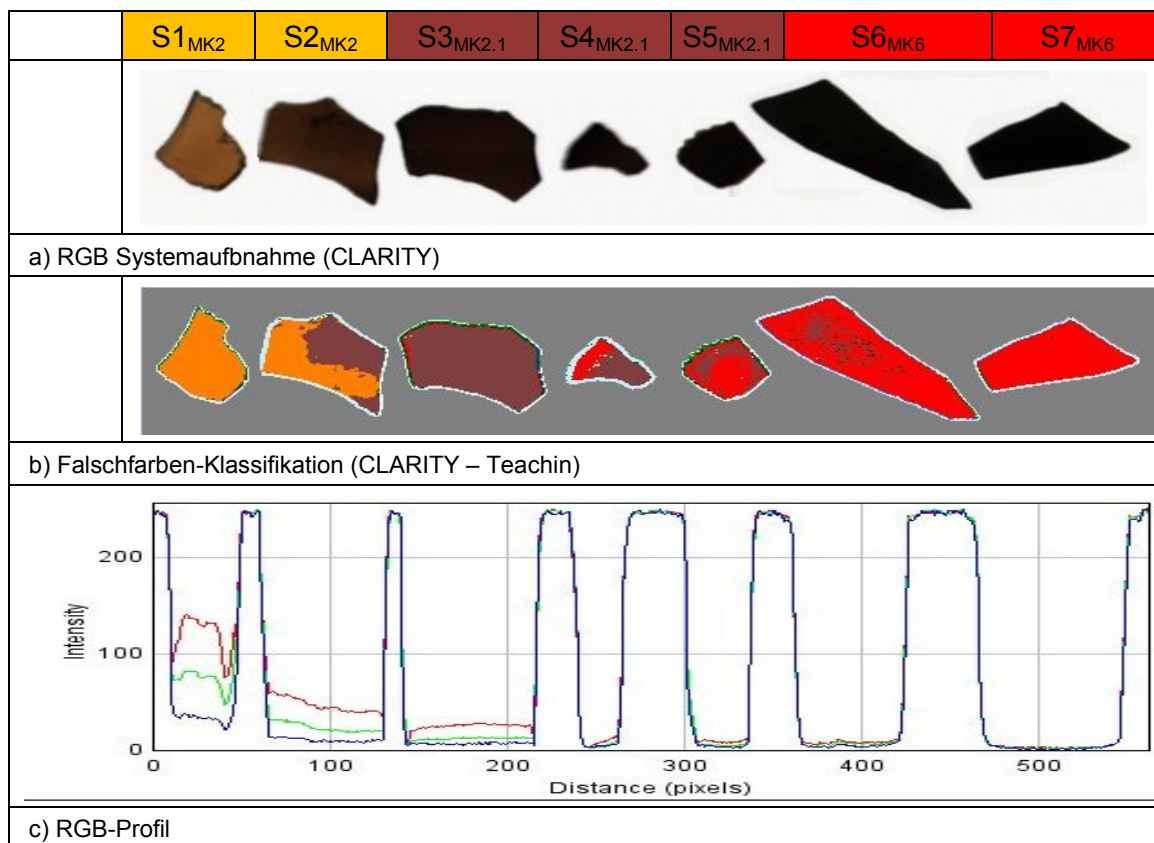 S1MK2 S2MK2 S3MK2.1 S4MK2.1 S5MK2.1 S6MK6 S7MK6
a) RGB Systemaufbnahme (CLARITY)
b) Falschfarben-Klassifikation (CLARITY – Teachin)
200
100
0
Intensity
0 100 200 300 400 500
Distance (pixels)
c) RGB-Profil